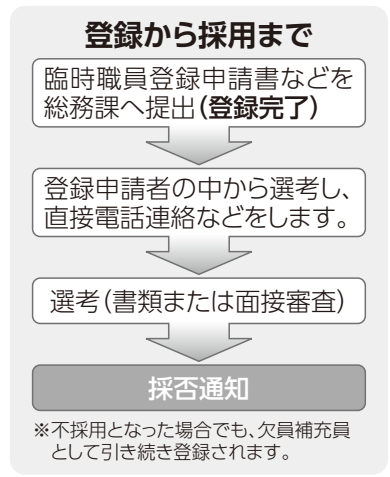 登録から採用まで
臨時職員登録申請書などを
総務課へ提出(登録完了)
登録申請者の中から選考し、
直接電話連絡などをします。
選考(書類または面接審査)
採否通知
※不採用となった場合でも、欠員補充員
として引き続き登録されます。